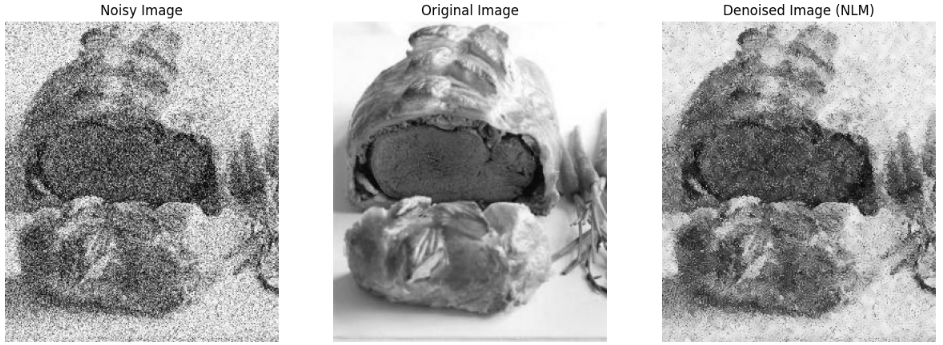 Noisy Image
Original Image
Denoised Image (NLM)